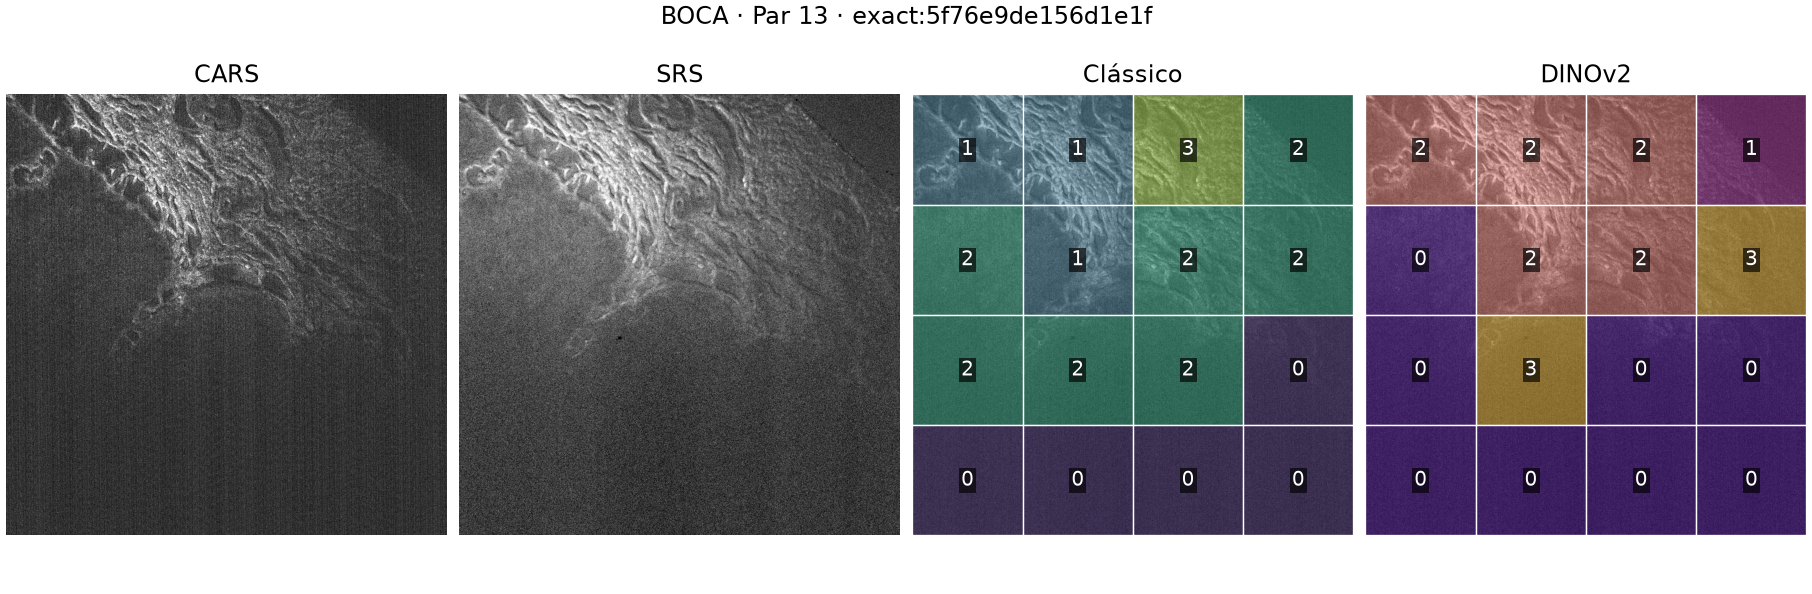 BOCA · Par 13 · exact:5f76e9de156d1e1f
CARS SRS Clássico DINOv2
1 1 3 2 2 2 2 1
2 1 2 2 0 2 2 3
2 2 2 0 0 3 0 0
0 0 0 0 0 0 0 0